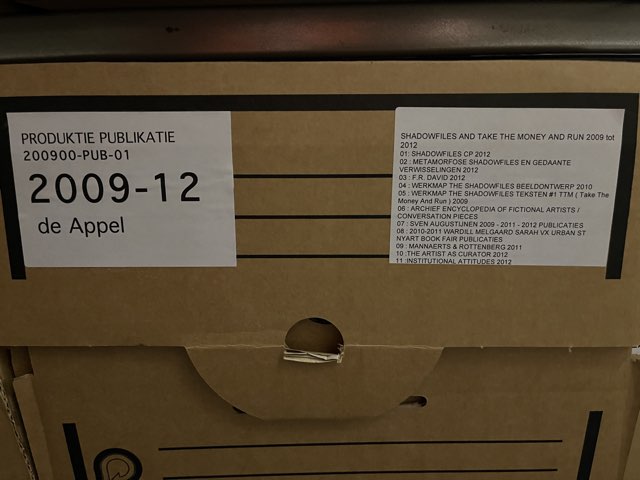 PRODUKTIE PUBLIKATIE
200900-PUB-01
2009-12
de Appel
SHADOWFILES AND TAKE THE MONEY AND RUN 2009 tot
2012
01: SHADOWFILES CP 2012
02 : METAMORFOSE SHADOWFILES EN GEDAANTE
VERWISSELINGEN 2012
03 : F.R. DAVID 2012
04 : WERKMAP THE SHADOWFILES BEELDONTWERP 2010
05 : WERKMAP SHADOWFILES TEKSTEN #1 TTM ( Take The
Money And Run ) 2009
06 : ARCHIEF ENCYCLOPEDIA OF FICTIONAL ARTISTS /
CONVERSATION PIECES
07 : SVEN AUGUSTIJNEN 2009 - 2011 - 2012 PUBLICATIES
08 : 2010-2011 WARDILL MELGAARD SARAH VX URBAN ST
NYART BOOK FAIR PUBLICATIES
09 : MANNAERTS & ROTTENBERG 2011
10 :THE ARTIST AS CURATOR 2012
11 :INSTITUTIONAL ATTITUDES 2012